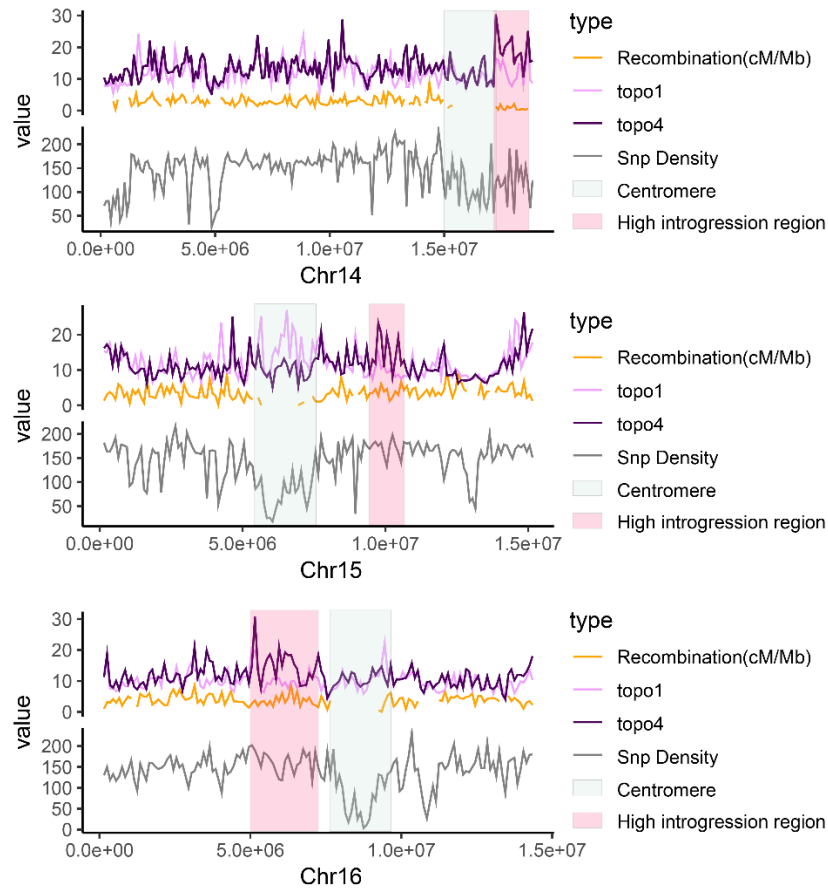 type
30
20
10
0
Recombination(cM/Mb)
topo1
topo4
Snp Density
Centromere
High introgression region
value
200
150
100
50
0.0e+00
5.0e+06
1.0e+07
1.5e+07
Chr14
type
20
10
0
Recombination(cM/Mb)
topo1
topo4
Snp Density
Centromere
High introgression region
value
200
150
100
50
0.0e+00
5.0e+06
1.0e+07
1.5e+07
Chr15
type
30
20
10
0
Recombination(cM/Mb)
topo1
topo4
Snp Density
Centromere
High introgression region
value
200
150
100
50
0
0.0e+00
5.0e+06
1.0e+07
1.5e+07
Chr16